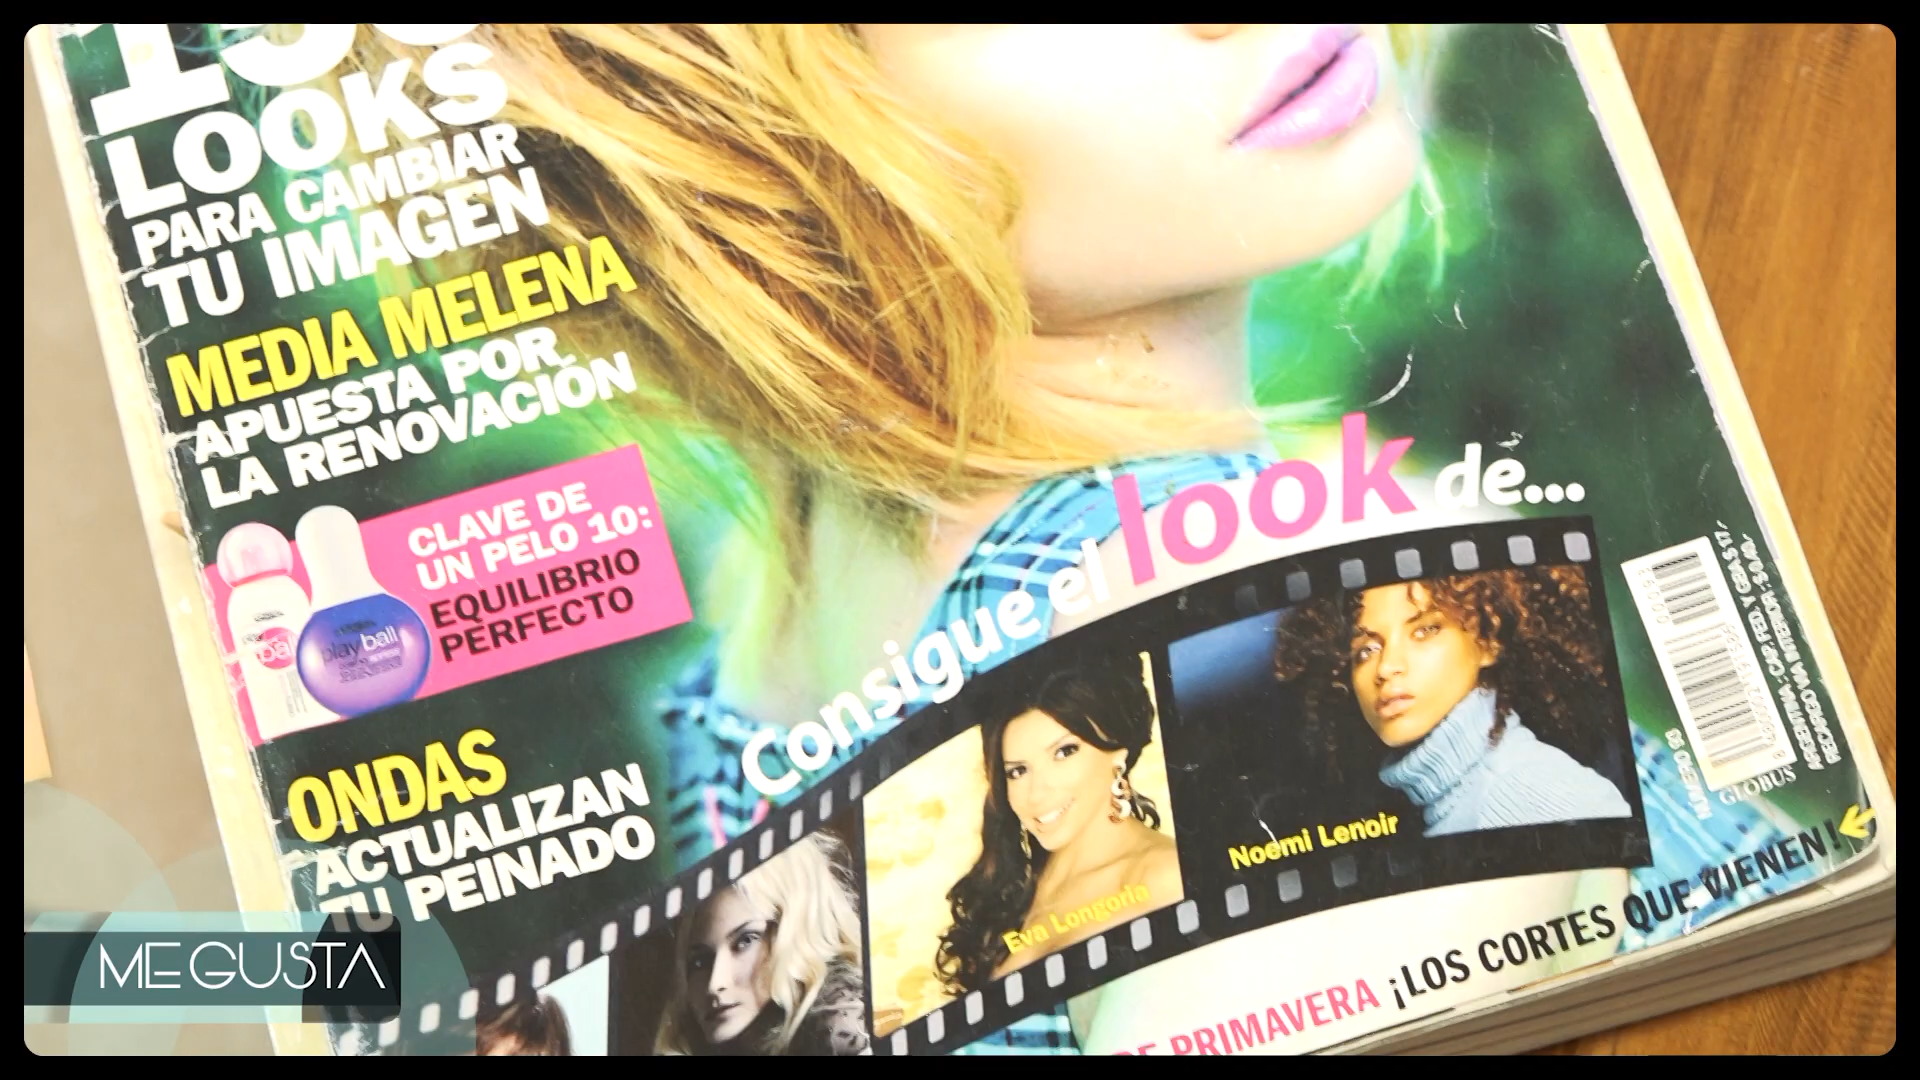 LOOKS
PARA CAMBIAR
TU IMAGEN
MEDIA MELENA
APUESTA POR
LA RENOVACIÓN
CLAVE DE
UN PELO 10:
EQUILIBRIO
PERFECTO
play ball
ONDAS
ACTUALIZAN
TU PEINADO
Consigue el look de...
Eva Longoria
Noemi Lenoir
GLOBUS
PRIMAVERA ¡LOS CORTES QUE VIENEN!
ME GUSTA